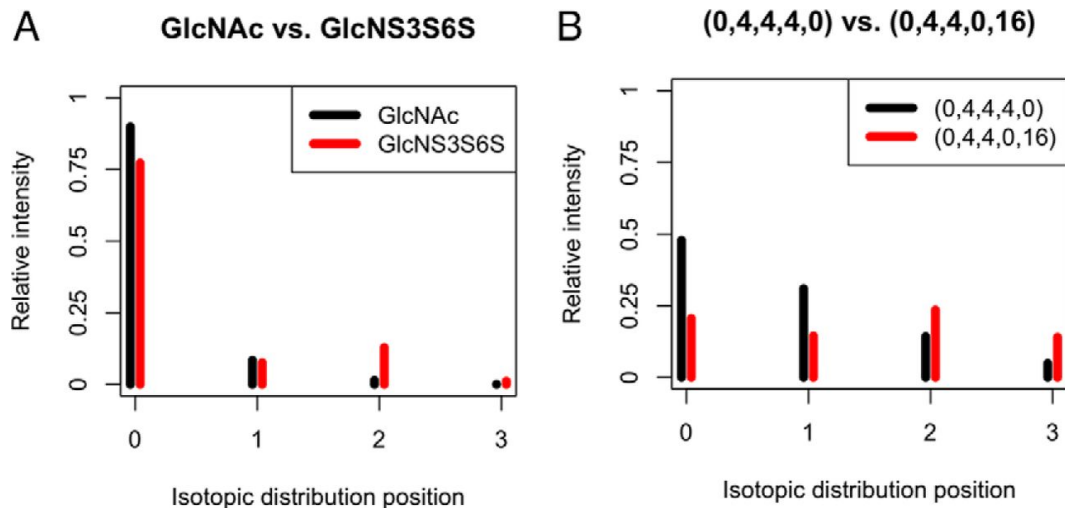 A
GlcNAc vs. GlcNS3S6S
Relative intensity
1
0.75
0.5
0.25
0
GlcNAc
GlcNS3S6S
0 1 2 3
Isotopic distribution position
B
(0,4,4,4,0) vs. (0,4,4,0,16)
Relative intensity
1
0.75
0.5
0.25
0
(0,4,4,4,0)
(0,4,4,0,16)
0 1 2 3
Isotopic distribution position